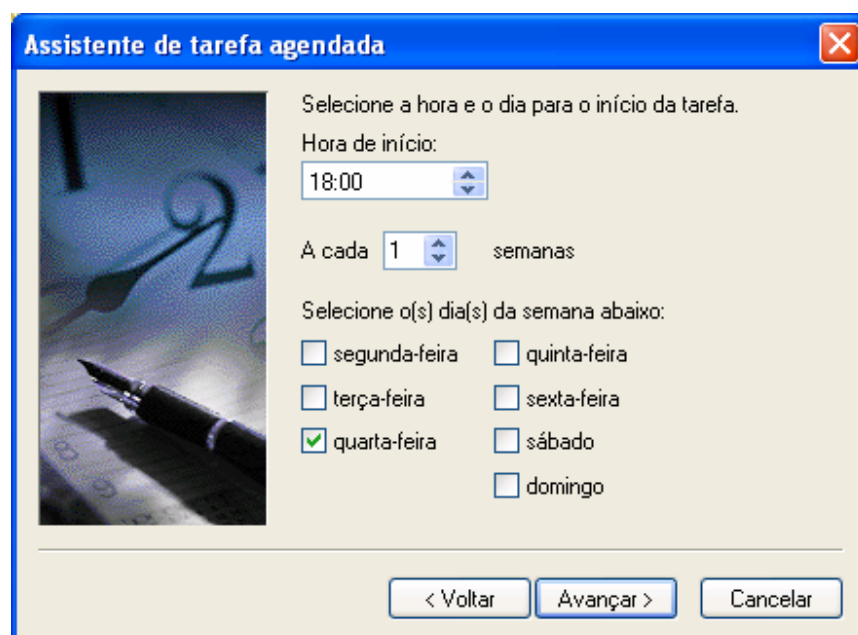 Assistente de tarefa agendada
Selecione a hora e o dia para o início da tarefa.
Hora de início:
18:00
A cada 1 semanas
Selecione o(s) dia(s) da semana abaixo:
segunda-feira quinta-feira
terça-feira sexta-feira
quarta-feira sábado
domingo
< Voltar Avançar > Cancelar